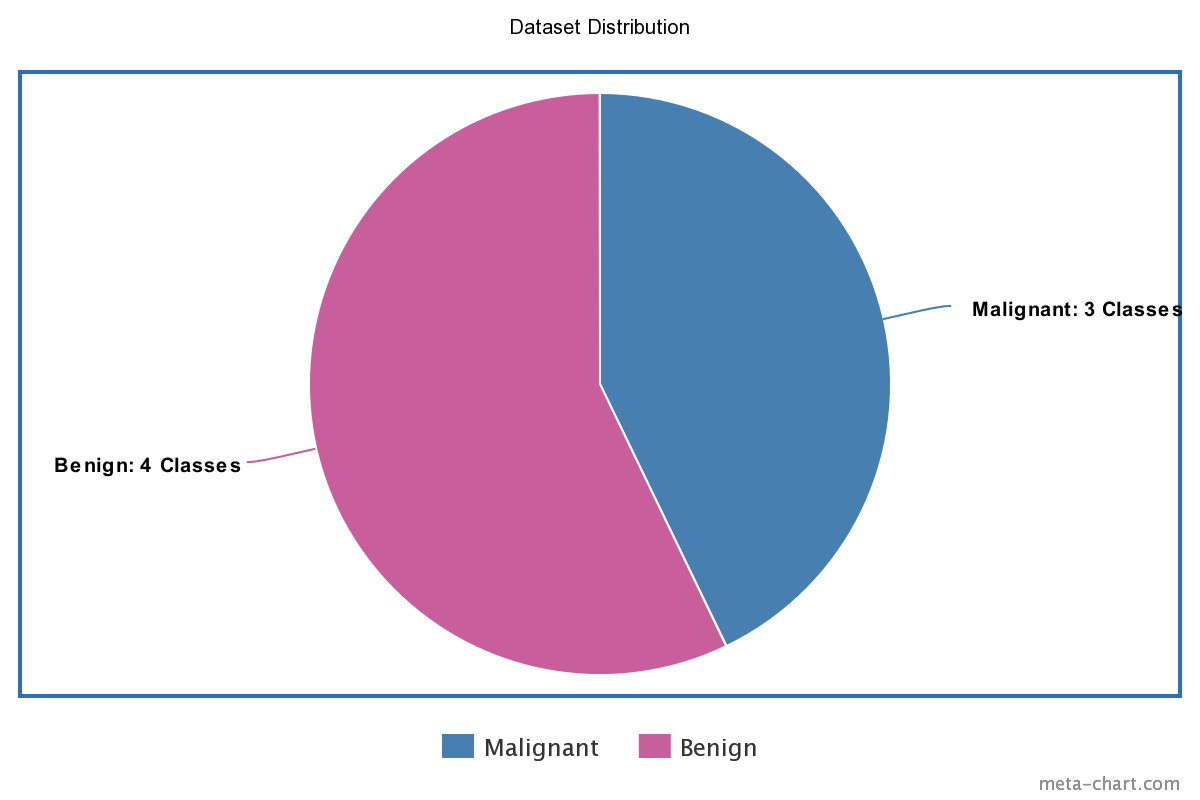 Dataset Distribution
Malignant: 3 Classes
Benign: 4 Classes
Malignant
Benign
meta-chart.com